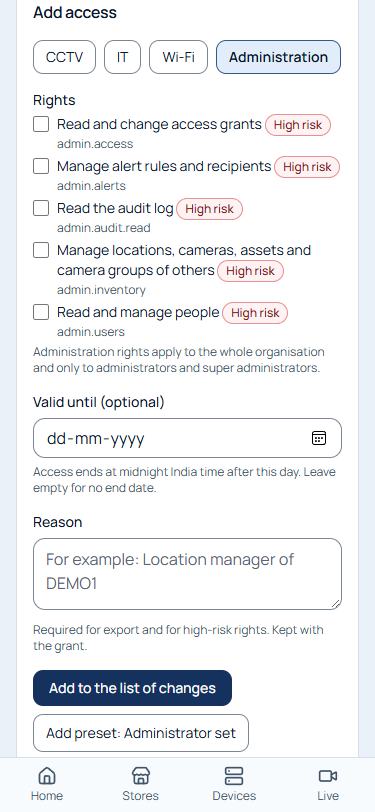 Add access
CCTV
IT
Wi-Fi
Administration
Rights
Read and change access grants High risk
admin.access
Manage alert rules and recipients High risk
admin.alerts
Read the audit log High risk
admin.audit.read
Manage locations, cameras, assets and
camera groups of others High risk
admin.inventory
Read and manage people High risk
admin.users
Administration rights apply to the whole organisation
and only to administrators and super administrators.
Valid until (optional)
dd-mm-yyyy
Access ends at midnight India time after this day. Leave
empty for no end date.
Reason
For example: Location manager of
DEMO1
Required for export and for high-risk rights. Kept with
the grant.
Add to the list of changes
Add preset: Administrator set
Home
Stores
Devices
Live